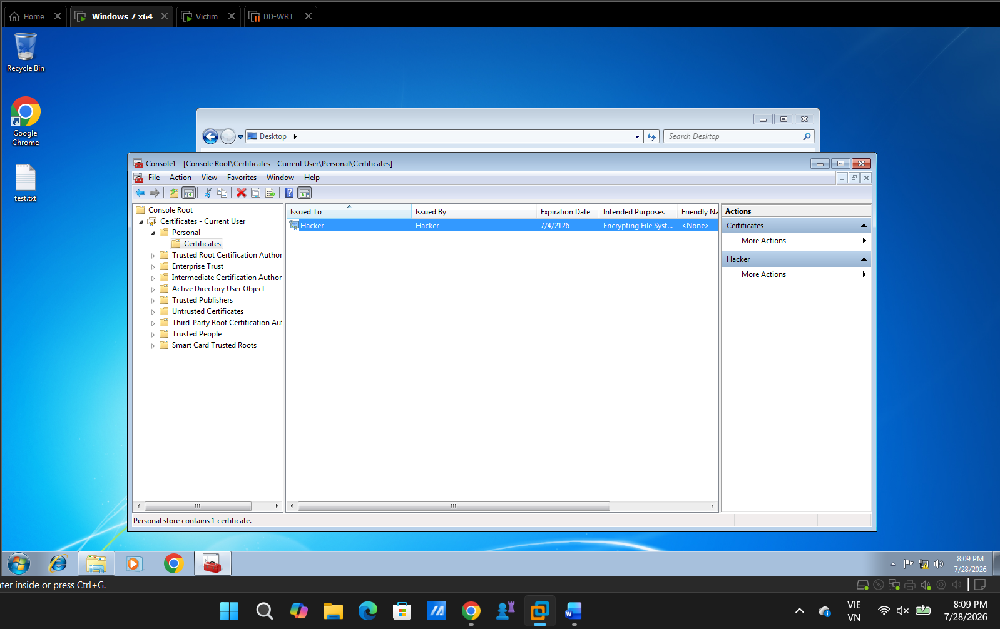 Home
Windows 7 x64
Victim
DD-WRT
Recycle Bin
Google
Chrome
test.txt
Desktop
Search Desktop
Console1 - [Console Root\Certificates - Current User\Personal\Certificates]
File Action View Favorites Window Help
Console Root
Certificates - Current User
Personal
Certificates
Trusted Root Certification Author
Enterprise Trust
Intermediate Certification Author
Active Directory User Object
Trusted Publishers
Untrusted Certificates
Third-Party Root Certification Aut
Trusted People
Smart Card Trusted Roots
Issued To Issued By Expiration Date Intended Purposes Friendly Na
Hacker Hacker 7/4/2126 Encrypting File Syst... <None>
Actions
Certificates
More Actions
Hacker
More Actions
Personal store contains 1 certificate.
8:09 PM
7/28/2026
nter inside or press Ctrl+G.
VIE
VN
8:09 PM
7/28/2026